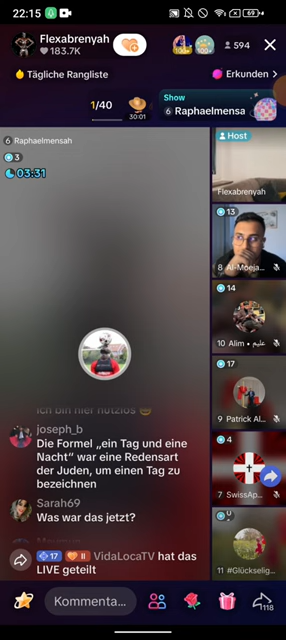 22:15
69
Flexabrenyah
183.7K
100+
100+
594
Tägliche Rangliste
Erkunden
1/40
30:01
Show
6 Raphaelmensa
6 Raphaelmensah
3
03:31
Host
Flexabrenyah
13
8 Al-Moeja...
14
10 Alim • عليم
17
9 Patrick Al...
4
7 SwissAp...
0
11 #Glückselig
ich bin hier nutzlos
joseph_b
Die Formel „ein Tag und eine
Nacht“ war eine Redensart
der Juden, um einen Tag zu
bezeichnen
Sarah69
Was war das jetzt?
17 II VidaLocaTV hat das
LIVE geteilt
Kommenta...
118